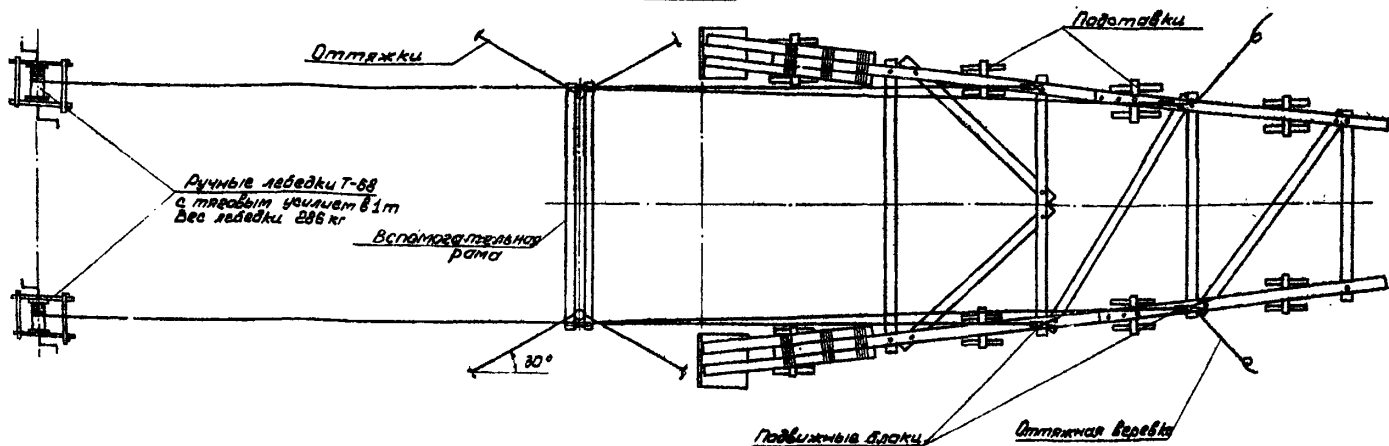 Подставки
Оттяжки
Ручные лебедки Т-68
с тяговым усилием в 1т
Вес лебедки 286 кг
Вспомогательная
рама
30°
Подвижные блоки
Оттяжная веревка